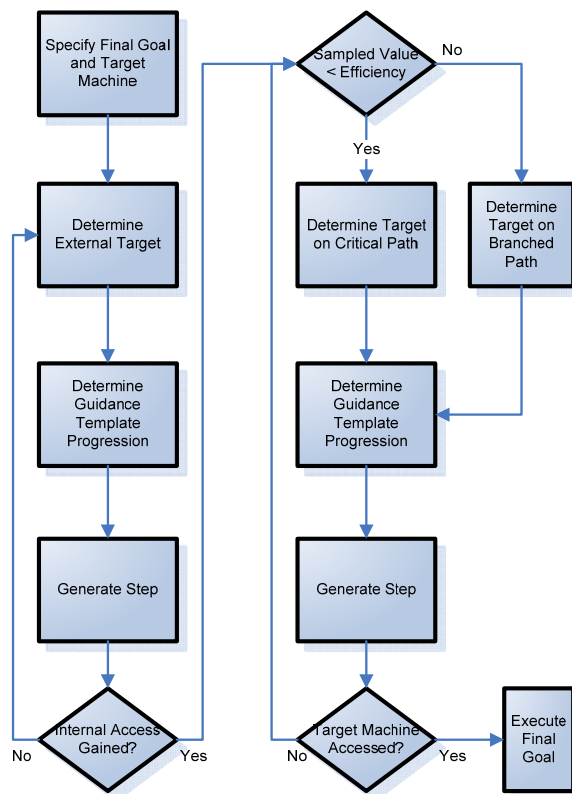 Specify Final Goal
and Target
Machine
Determine
External Target
Determine
Guidance
Template
Progression
Generate Step
Internal Access
Gained?
No
Yes
Sampled Value
< Efficiency
No
Yes
Determine Target
on Critical Path
Determine
Target on
Branched
Path
Determine
Guidance
Template
Progression
Generate Step
Target Machine
Accessed?
No
Yes
Execute
Final
Goal